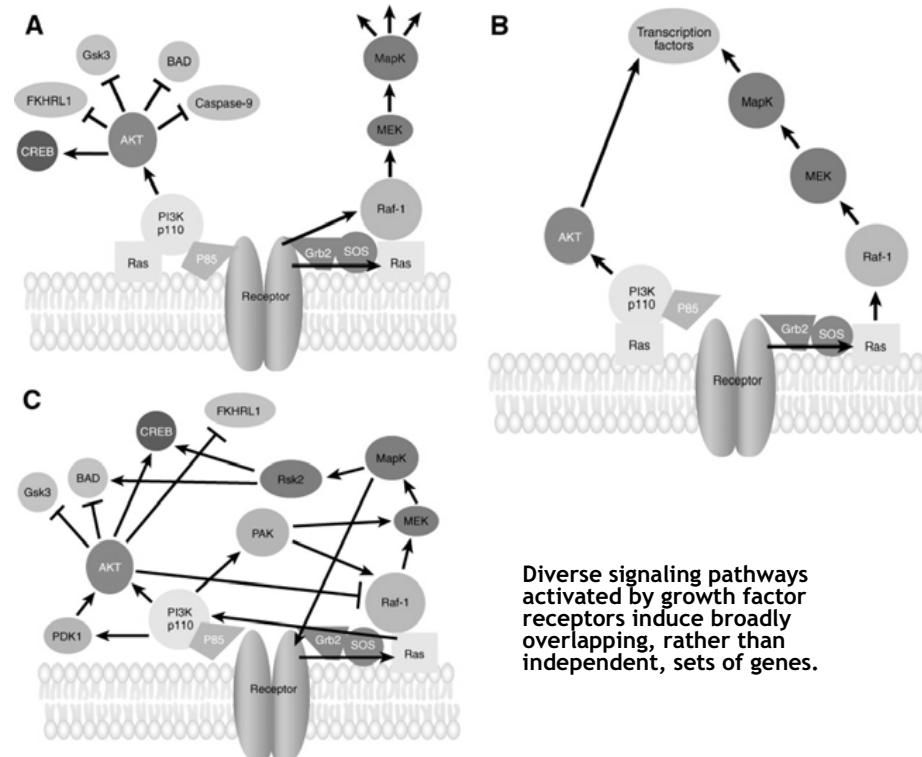 A
Gsk3
BAD
FKHRL1
Caspase-9
AKT
CREB
PI3K
p110
Ras
P85
Receptor
Grb2
SOS
Ras
Raf-1
MEK
MapK
B
Transcription
factors
MapK
MEK
AKT
Raf-1
PI3K
p110
P85
Ras
Receptor
Grb2
SOS
Ras
C
FKHRL1
CREB
Gsk3
BAD
Rsk2
MapK
PAK
MEK
AKT
Raf-1
PDK1
PI3K
p110
P85
Receptor
Grb2
SOS
Ras
Diverse signaling pathways
activated by growth factor
receptors induce broadly
overlapping, rather than
independent, sets of genes.